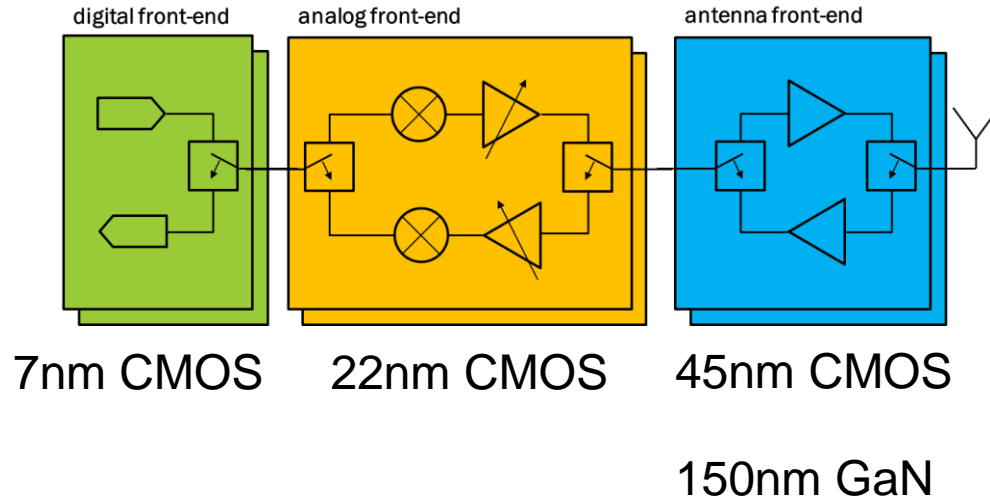 digital front-end
analog front-end
antenna front-end
7nm CMOS
22nm CMOS
45nm CMOS
150nm GaN